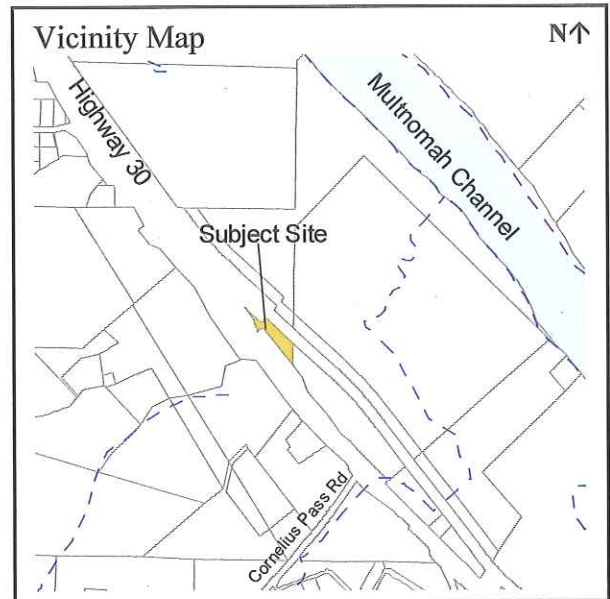 Vicinity Map
N↑
Highway 30
Multnomah Channel
Subject Site
Cornelius Pass Rd